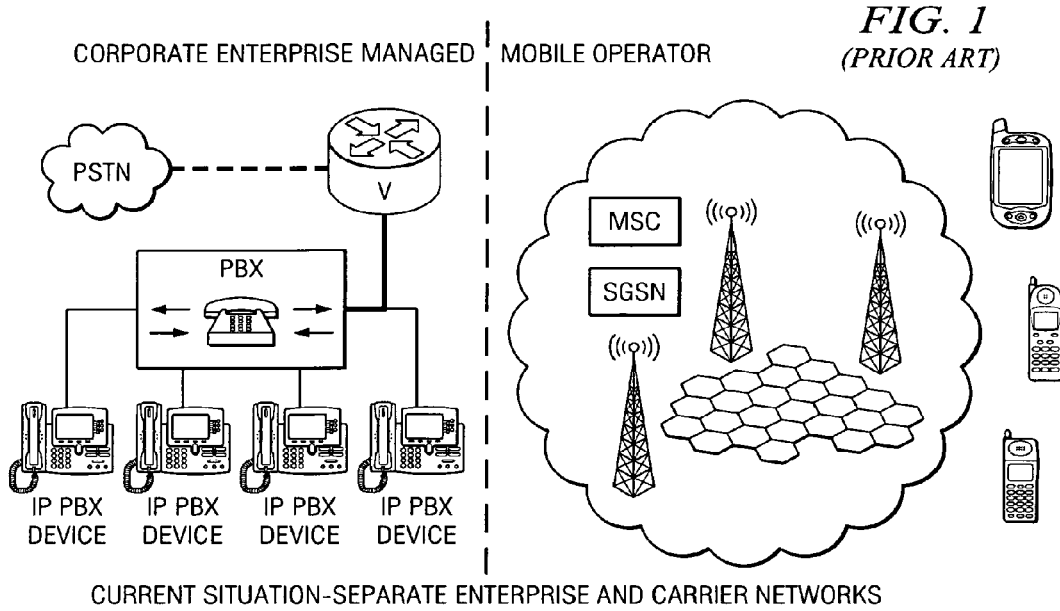 FIG. 1
(PRIOR ART)
CORPORATE ENTERPRISE MANAGED
MOBILE OPERATOR
PSTN
V
MSC
PBX
SGSN
IP PBX
DEVICE
IP PBX
DEVICE
IP PBX
DEVICE
IP PBX
DEVICE
CURRENT SITUATION-SEPARATE ENTERPRISE AND CARRIER NETWORKS